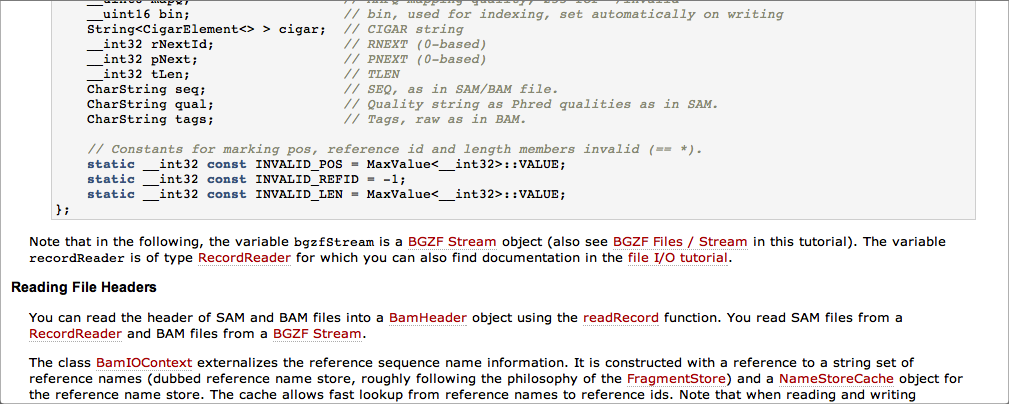 __uint16 bin; // bin, used for indexing, set automatically on writing
String<CigarElement<> > cigar; // CIGAR string
__int32 rNextId; // RNEXT (0-based)
__int32 pNext; // PNEXT (0-based)
__int32 tLen; // TLEN
CharString seq; // SEQ, as in SAM/BAM file.
CharString qual; // Quality string as Phred qualities as in SAM.
CharString tags; // Tags, raw as in BAM.
// Constants for marking pos, reference id and length members invalid (== *).
static __int32 const INVALID_POS = MaxValue<__int32>::VALUE;
static __int32 const INVALID_REFID = -1;
static __int32 const INVALID_LEN = MaxValue<__int32>::VALUE;
};
Note that in the following, the variable bgzfStream is a BGZF Stream object (also see BGZF Files / Stream in this tutorial). The variable
recordReader is of type RecordReader for which you can also find documentation in the file I/O tutorial.
Reading File Headers
You can read the header of SAM and BAM files into a BamHeader object using the readRecord function. You read SAM files from a
RecordReader and BAM files from a BGZF Stream.
The class BamIOContext externalizes the reference sequence name information. It is constructed with a reference to a string set of
reference names (dubbed reference name store, roughly following the philosophy of the FragmentStore) and a NameStoreCache object for
the reference name store. The cache allows fast lookup from reference names to reference ids. Note that when reading and writing